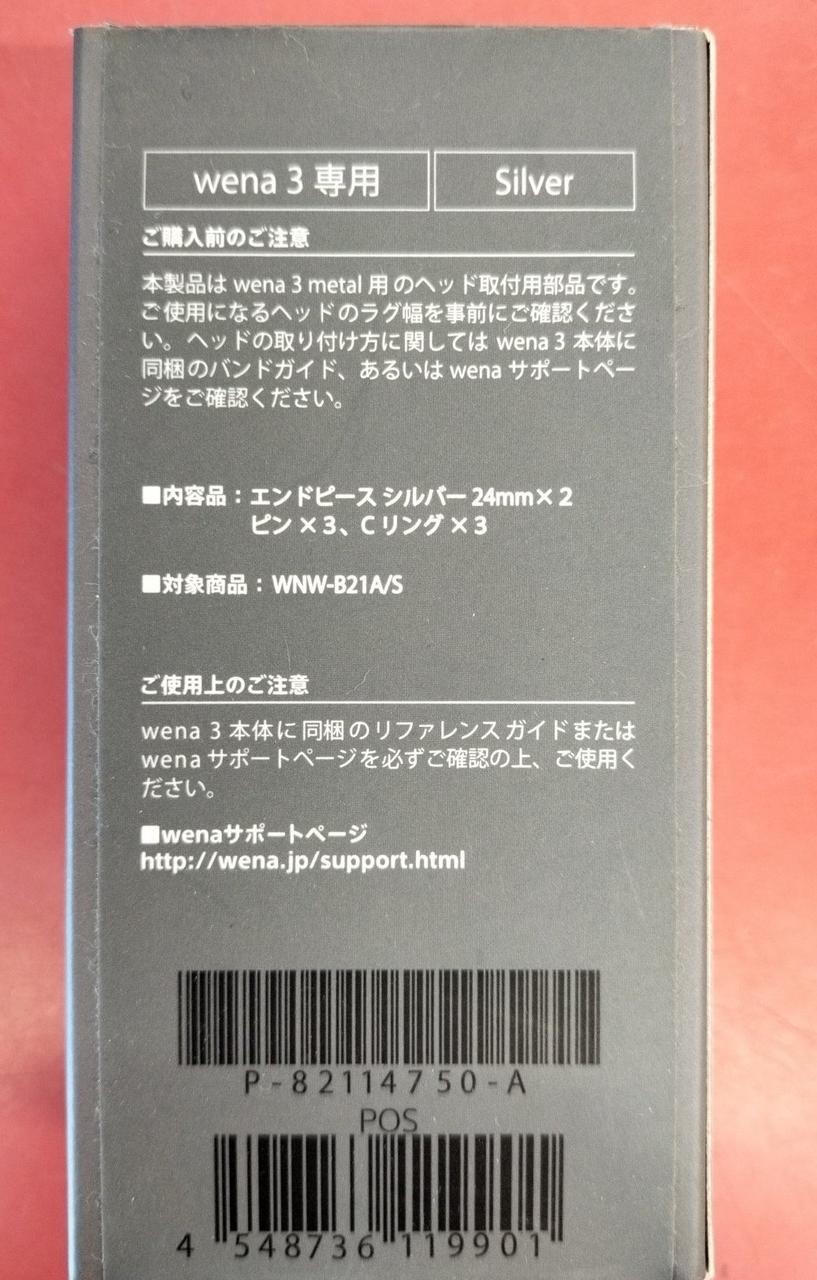 wena 3 専用 Silver
ご購入前のご注意
本製品は wena 3 metal 用のヘッド取付用部品です。
ご使用になるヘッドのラグ幅を事前にご確認くださ
い。ヘッドの取り付け方に関しては wena 3 本体に
同梱のバンドガイド、あるいは wena サポートペー
ジをご確認ください。
■内容品：エンドピース シルバー 24mm×2
ピン×3、Cリング×3
■対象商品：WNW-B21A/S
ご使用上のご注意
wena 3 本体に同梱のリファレンスガイドまたは
wena サポートページを必ずご確認の上、ご使用く
ださい。
■wenaサポートページ
http://wena.jp/support.html
P-82114750-A
POS
4 548736 119901